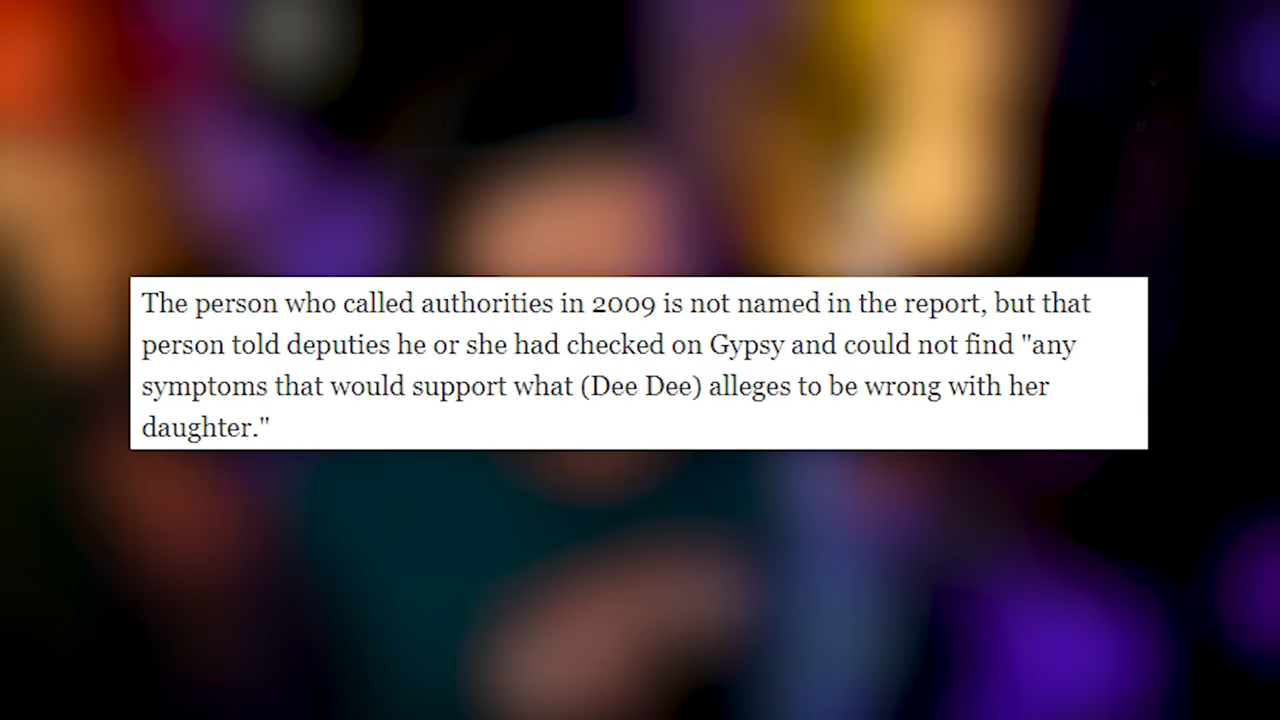 The person who called authorities in 2009 is not named in the report, but that
person told deputies he or she had checked on Gypsy and could not find "any
symptoms that would support what (Dee Dee) alleges to be wrong with her
daughter."